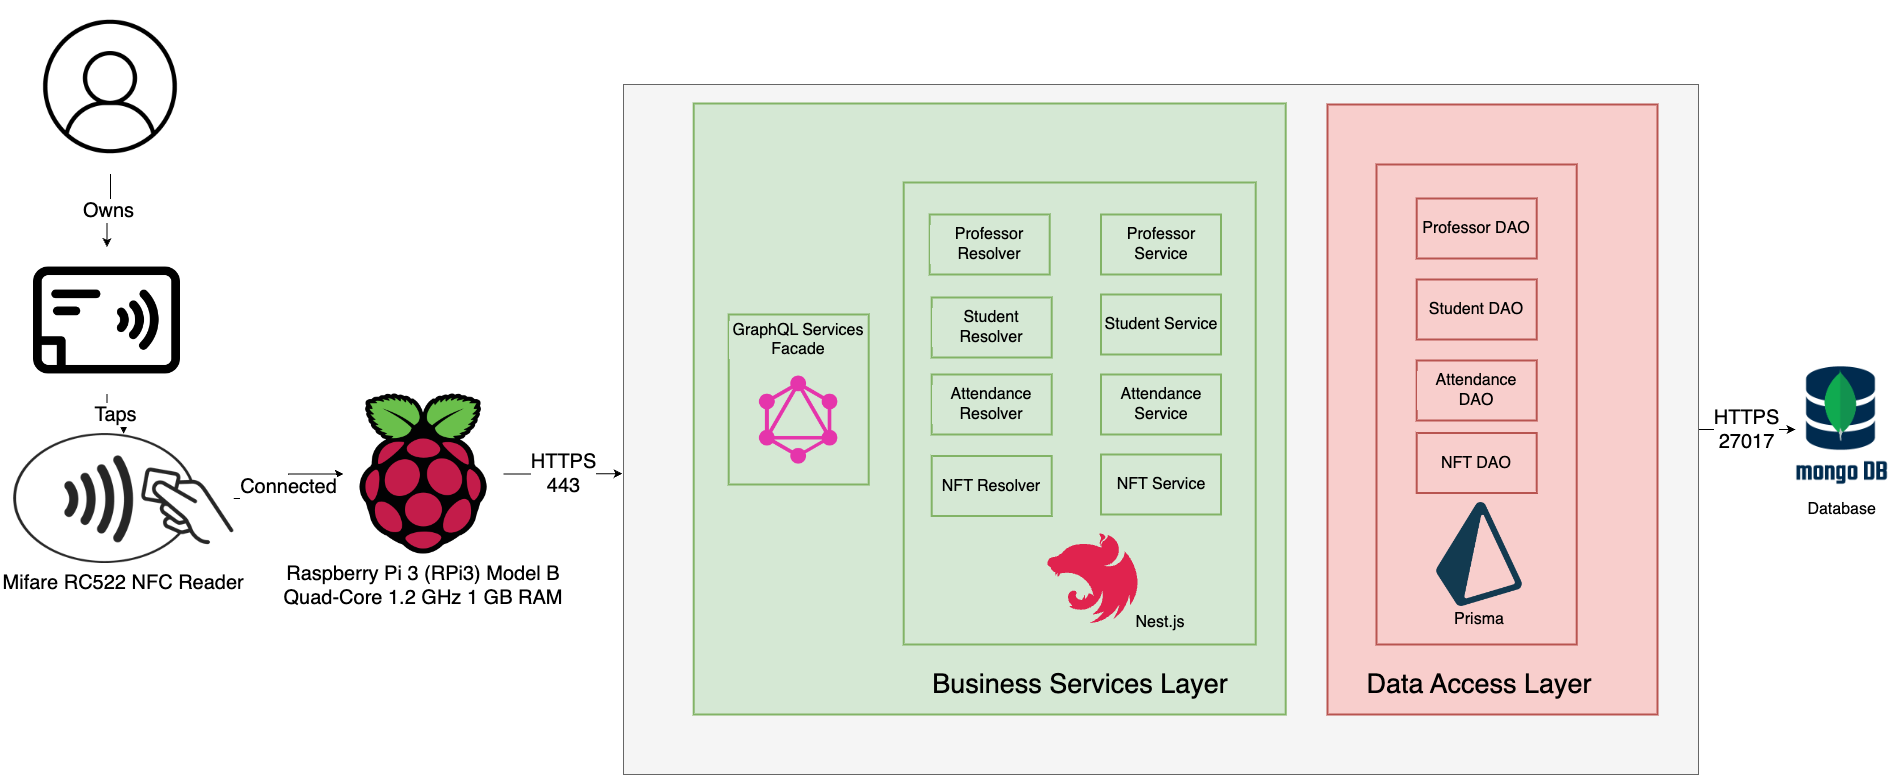 Owns
Taps
Mifare RC522 NFC Reader
Connected
Raspberry Pi 3 (RPi3) Model B
Quad-Core 1.2 GHz 1 GB RAM
HTTPS
443
GraphQL Services
Facade
Professor
Resolver
Professor
Service
Student
Resolver
Student Service
Attendance
Resolver
Attendance
Service
NFT Resolver
NFT Service
Nest.js
Business Services Layer
Professor DAO
Student DAO
Attendance
DAO
NFT DAO
Prisma
Data Access Layer
HTTPS
27017
mongo DB
Database